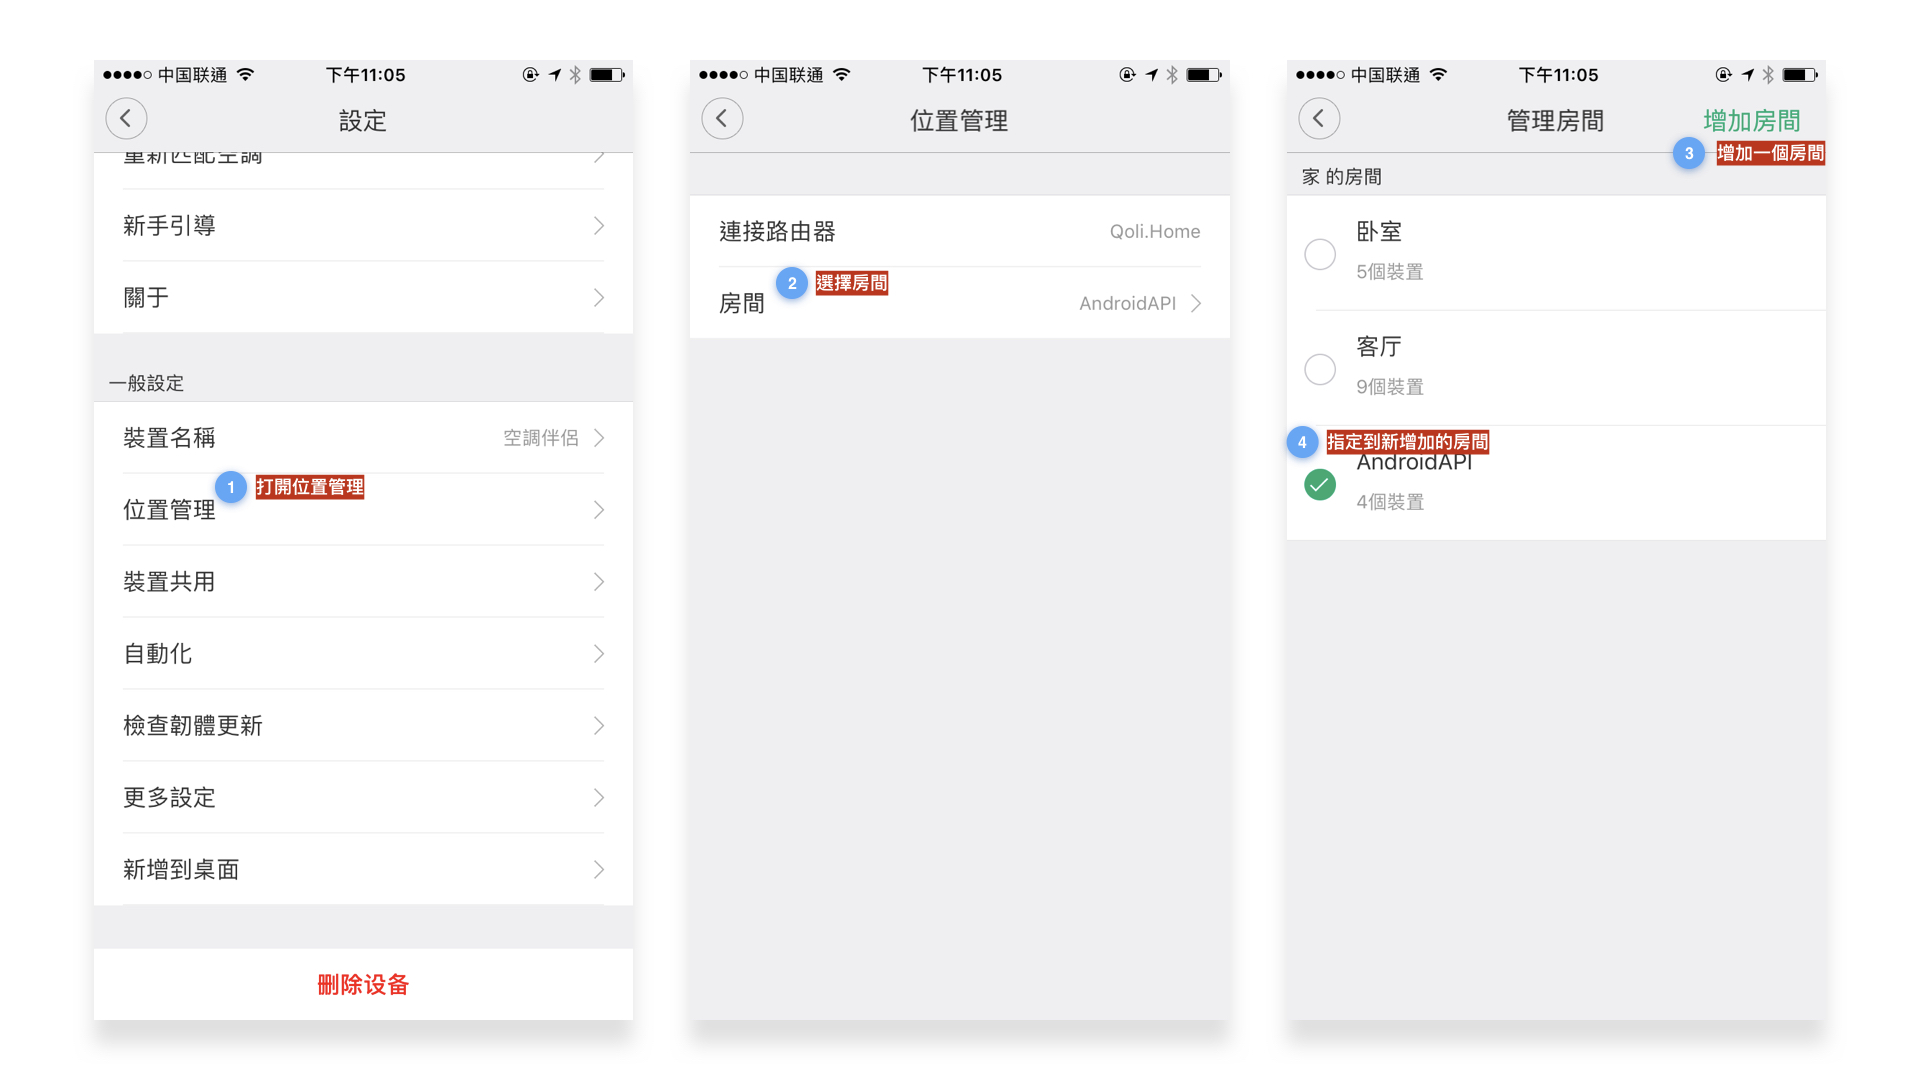 中国联通
下午11:05
設定
重新匹配空調
新手引導
關于
一般設定
裝置名稱
空調伴侶
1 打開位置管理
位置管理
裝置共用
自動化
檢查韌體更新
更多設定
新增到桌面
删除设备
中国联通
下午11:05
位置管理
連接路由器
Qoli.Home
2 選擇房間
房間
AndroidAPI
中国联通
下午11:05
管理房間
增加房間
3 增加一個房間
家 的房間
卧室
5個裝置
客厅
9個裝置
4 指定到新增加的房間
AndroidAPI
4個裝置